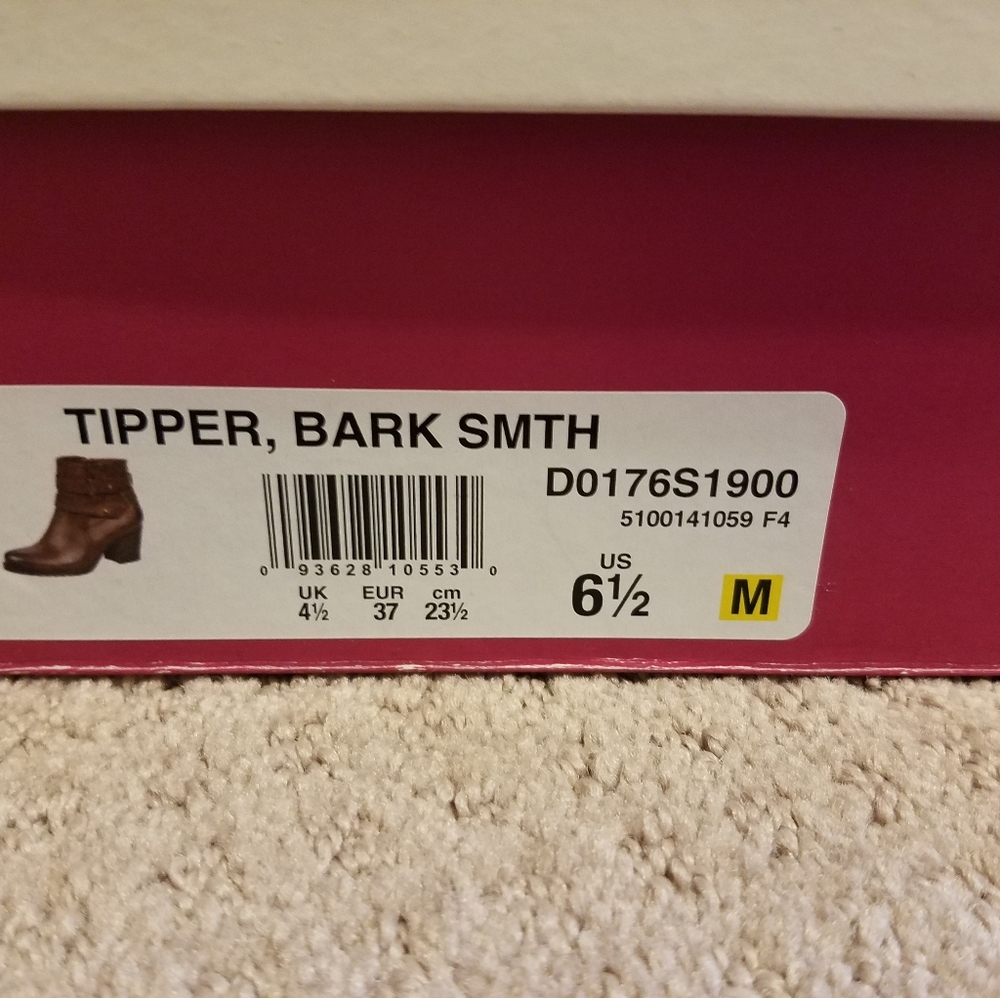 TIPPER, BARK SMTH
D0176S1900
5100141059 F4
0 93628 10553 0
UK EUR cm
4½ 37 23½
US
6½
M